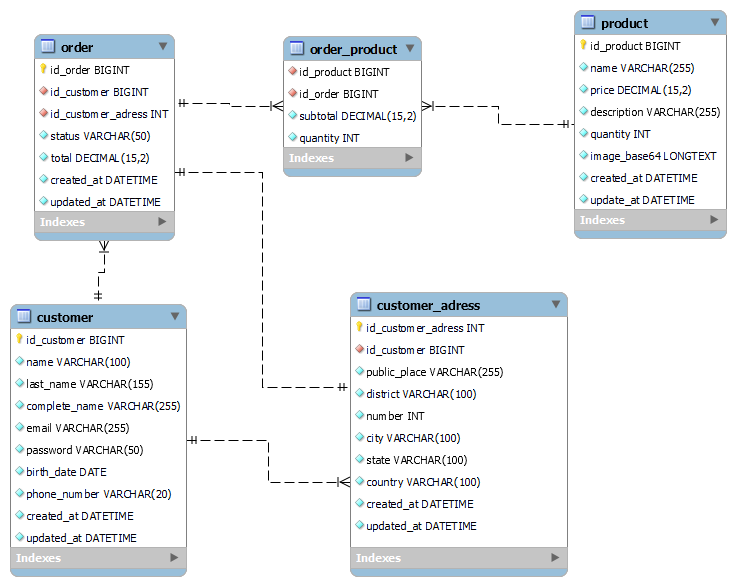 order
id_order BIGINT
id_customer BIGINT
id_customer_adress INT
status VARCHAR(50)
total DECIMAL(15,2)
created_at DATETIME
updated_at DATETIME
Indexes
order_product
id_product BIGINT
id_order BIGINT
subtotal DECIMAL(15,2)
quantity INT
Indexes
product
id_product BIGINT
name VARCHAR(255)
price DECIMAL(15,2)
description VARCHAR(255)
quantity INT
image_base64 LONGTEXT
created_at DATETIME
update_at DATETIME
Indexes
customer
id_customer BIGINT
name VARCHAR(100)
last_name VARCHAR(155)
complete_name VARCHAR(255)
email VARCHAR(255)
password VARCHAR(50)
birth_date DATE
phone_number VARCHAR(20)
created_at DATETIME
updated_at DATETIME
Indexes
customer_adress
id_customer_adress INT
id_customer BIGINT
public_place VARCHAR(255)
district VARCHAR(100)
number INT
city VARCHAR(100)
state VARCHAR(100)
country VARCHAR(100)
created_at DATETIME
updated_at DATETIME
Indexes